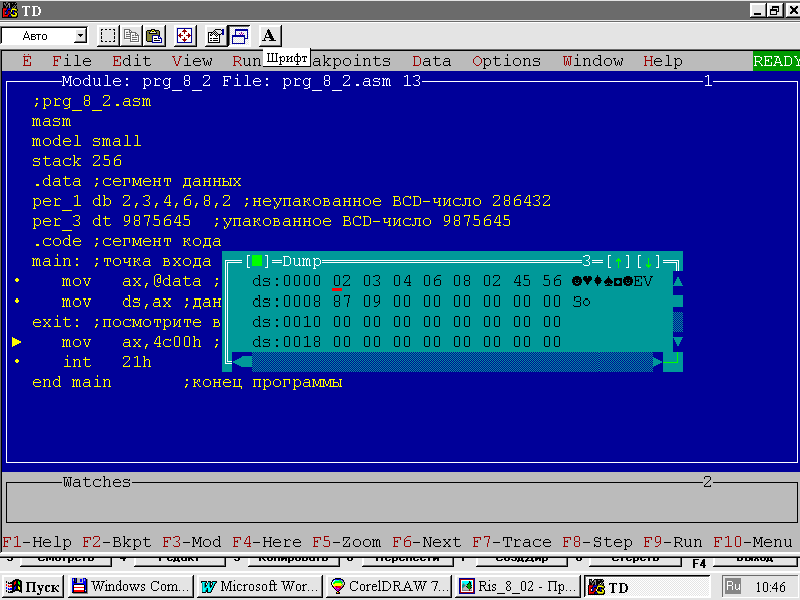 TD
Авто
A
Ë File Edit View Run akpoints Data Options Window Help READY
Шрифт
Module: prg_8_2 File: prg_8_2.asm 13 1
;prg_8_2.asm
masm
model small
stack 256
.data ;сегмент данных
per_1 db 2,3,4,6,8,2 ;неупакованное BCD-число 286432
per_3 dt 9875645 ;упакованное BCD-число 9875645
.code ;сегмент кода
main: ;точка входа
mov ax,@data ;
mov ds,ax ;дан
exit: ;посмотрите в
mov ax,4c00h ;
int 21h
end main ;конец программы
[■]=Dump 3=[↑][↓]
ds:0000 02 03 04 06 08 02 45 56 ☻♥♦♠◘☻EV
ds:0008 87 09 00 00 00 00 00 00 З○
ds:0010 00 00 00 00 00 00 00 00
ds:0018 00 00 00 00 00 00 00 00
Watches 2
F1-Help F2-Bkpt F3-Mod F4-Here F5-Zoom F6-Next F7-Trace F8-Step F9-Run F10-Menu
3 Смотреть 4 Редакт 5 Копировать 6 Перенести 7 СоздДир 8 Стереть F4 Выход
Пуск Windows Com... Microsoft Wor... CorelDRAW 7... Ris_8_02 - Пр... TD Ru 10:46